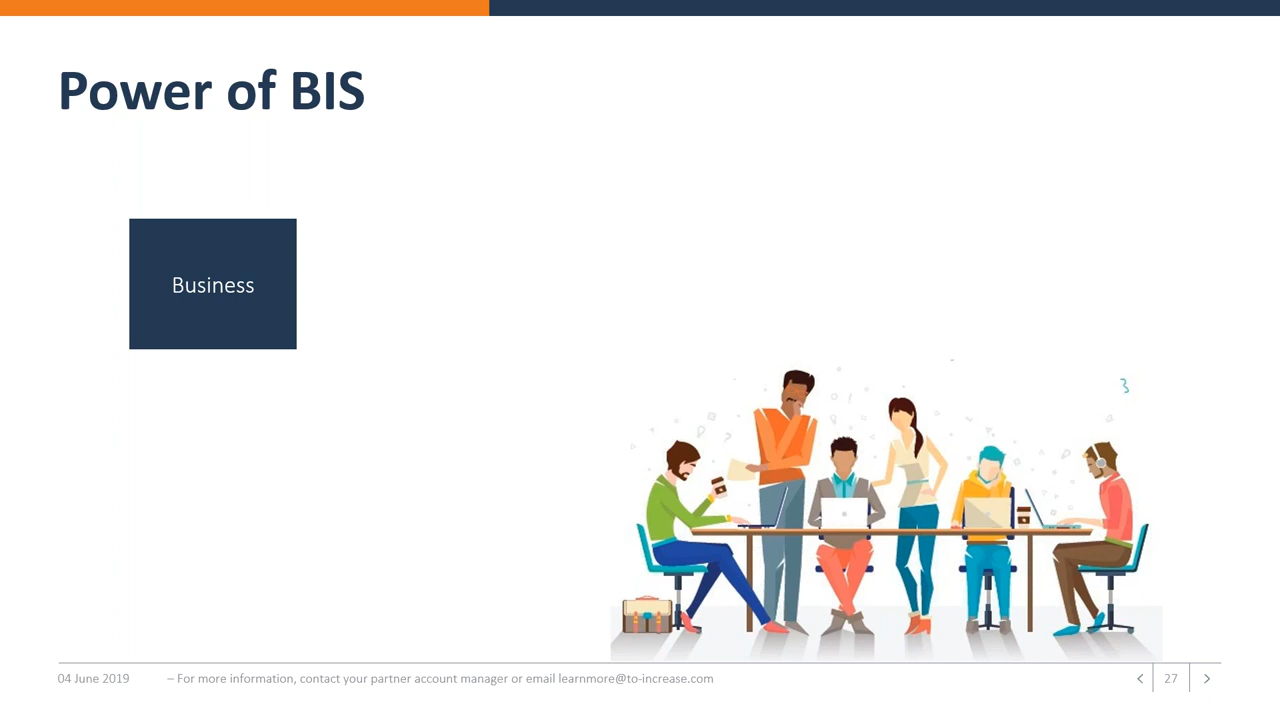 Power of BIS
Business
04 June 2019
– For more information, contact your partner account manager or email learnmore@to-increase.com
27